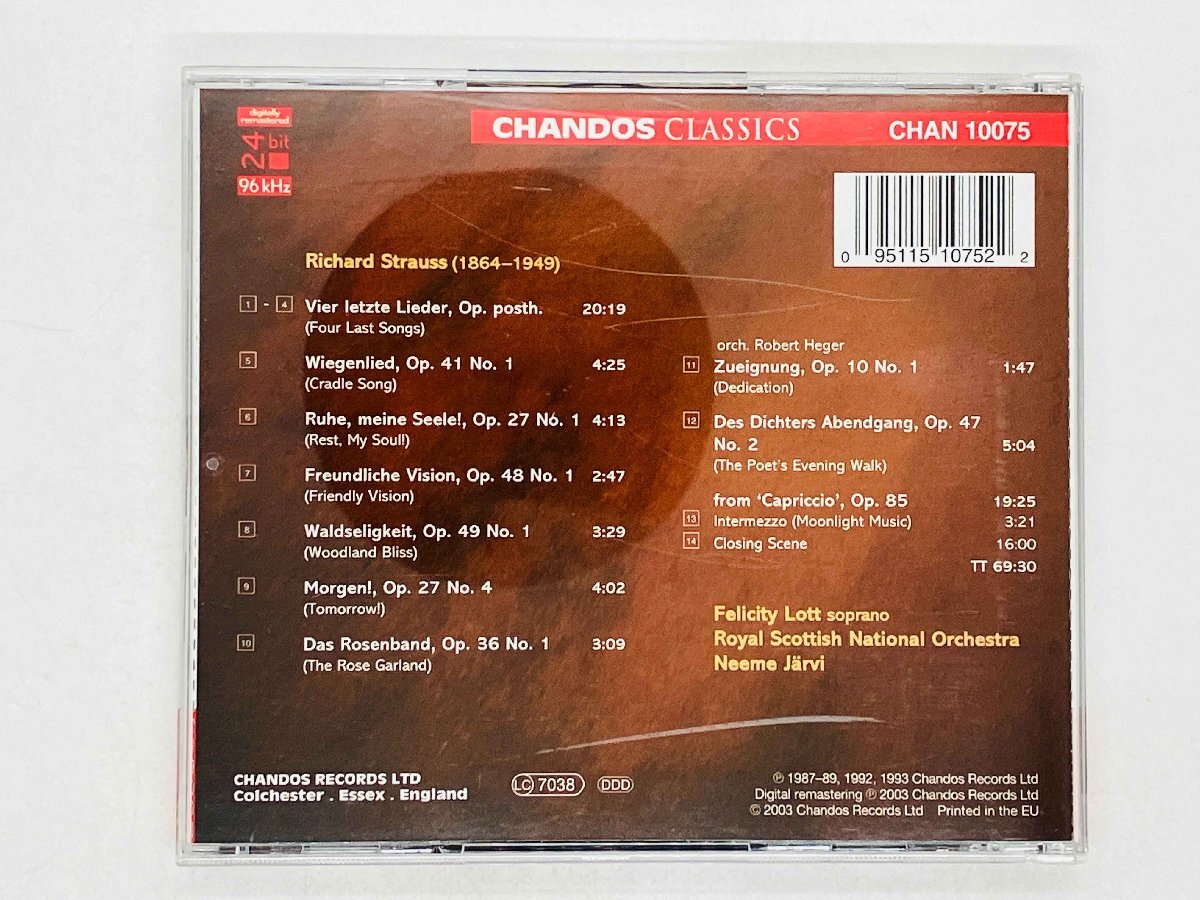 digitally
remastered
24 bit
96 kHz
CHANDOS CLASSICS CHAN 10075
0 95115 10752 2
Richard Strauss (1864–1949)
1 - 4 Vier letzte Lieder, Op. posth. 20:19
(Four Last Songs)
5 Wiegenlied, Op. 41 No. 1 4:25
(Cradle Song)
6 Ruhe, meine Seele!, Op. 27 No. 1 4:13
(Rest, My Soul!)
7 Freundliche Vision, Op. 48 No. 1 2:47
(Friendly Vision)
8 Waldseligkeit, Op. 49 No. 1 3:29
(Woodland Bliss)
9 Morgen!, Op. 27 No. 4 4:02
(Tomorrow!)
10 Das Rosenband, Op. 36 No. 1 3:09
(The Rose Garland)
orch. Robert Heger
11 Zueignung, Op. 10 No. 1 1:47
(Dedication)
12 Des Dichters Abendgang, Op. 47
No. 2 5:04
(The Poet's Evening Walk)
from ‘Capriccio’, Op. 85 19:25
13 Intermezzo (Moonlight Music) 3:21
14 Closing Scene 16:00
TT 69:30
Felicity Lott soprano
Royal Scottish National Orchestra
Neeme Järvi
CHANDOS RECORDS LTD
Colchester . Essex . England
LC 7038 DDD
℗ 1987–89, 1992, 1993 Chandos Records Ltd
Digital remastering ℗ 2003 Chandos Records Ltd
© 2003 Chandos Records Ltd Printed in the EU